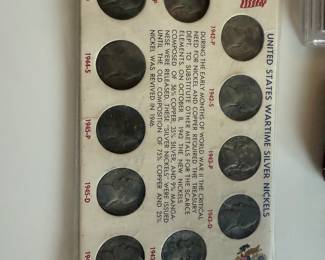 UNITED STATES WARTIME SILVER NICKELS
DURING THE EARLY MONTHS OF WORLD WAR II THE CRITICAL
NEED FOR NICKEL AND COPPER REQUIRED THE TREASURY
DEPT. TO SUBSTITUTE OTHER METALS FOR THE SCARCE
ELEMENTS. ON OCTOBER 8, 1942 THE NEW NICKELS
COMPOSED OF 56% COPPER, 35% SILVER, AND 9% MANGA-
NESE WERE RELEASED. THESE "SILVER NICKELS" WERE ISSUED
UNTIL THE OLD COMPOSITION OF 75% COPPER AND 25%
NICKEL WAS REVIVED IN 1946
1942-P
1942-S
1943-D
1944-S
1945-P
1945-D